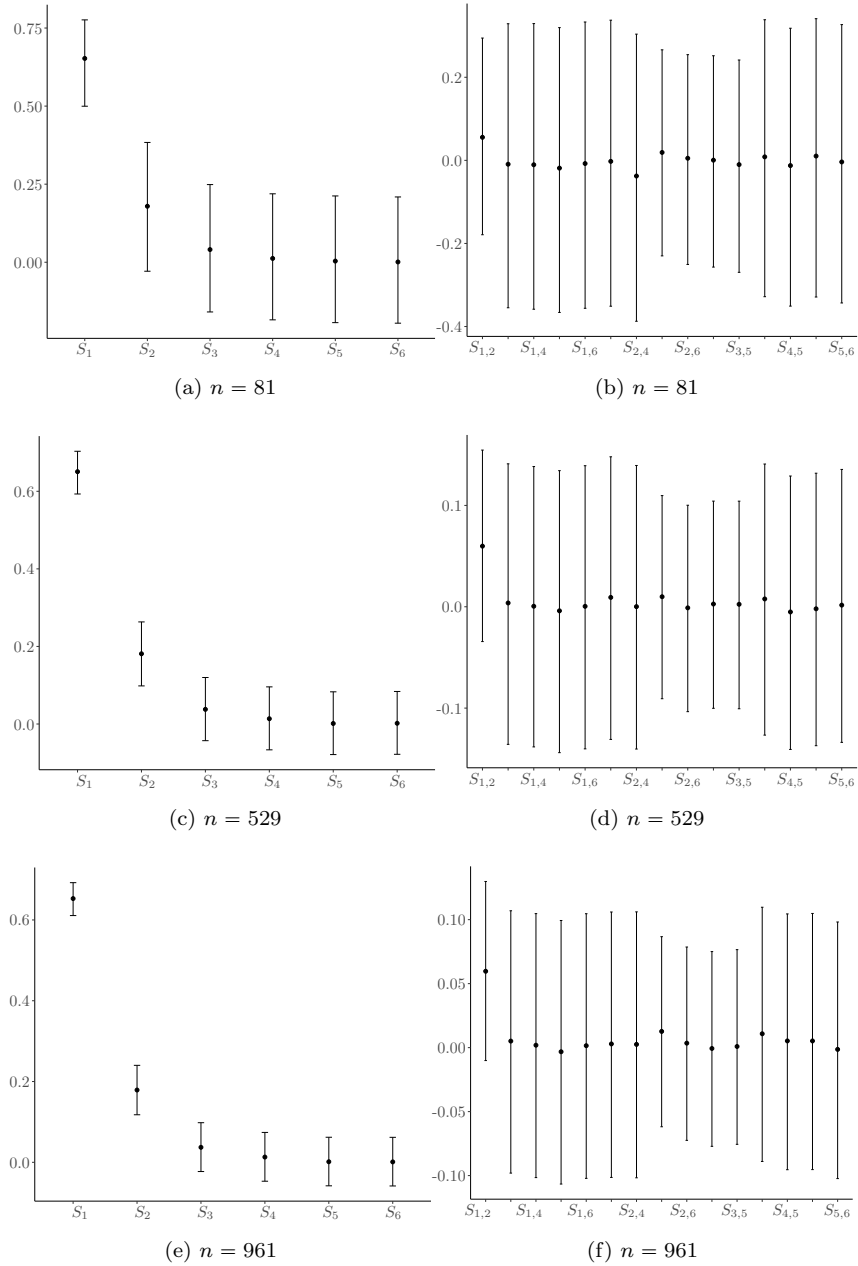 0.75
0.50
0.25
0.00
S₁ S₂ S₃ S₄ S₅ S₆
(a) n = 81
0.2
0.0
-0.2
-0.4
S₁,₂ S₁,₄ S₁,₆ S₂,₄ S₂,₆ S₃,₅ S₄,₅ S₅,₆
(b) n = 81
0.6
0.4
0.2
0.0
S₁ S₂ S₃ S₄ S₅ S₆
(c) n = 529
0.1
0.0
-0.1
S₁,₂ S₁,₄ S₁,₆ S₂,₄ S₂,₆ S₃,₅ S₄,₅ S₅,₆
(d) n = 529
0.6
0.4
0.2
0.0
S₁ S₂ S₃ S₄ S₅ S₆
(e) n = 961
0.10
0.05
0.00
-0.05
-0.10
S₁,₂ S₁,₄ S₁,₆ S₂,₄ S₂,₆ S₃,₅ S₄,₅ S₅,₆
(f) n = 961